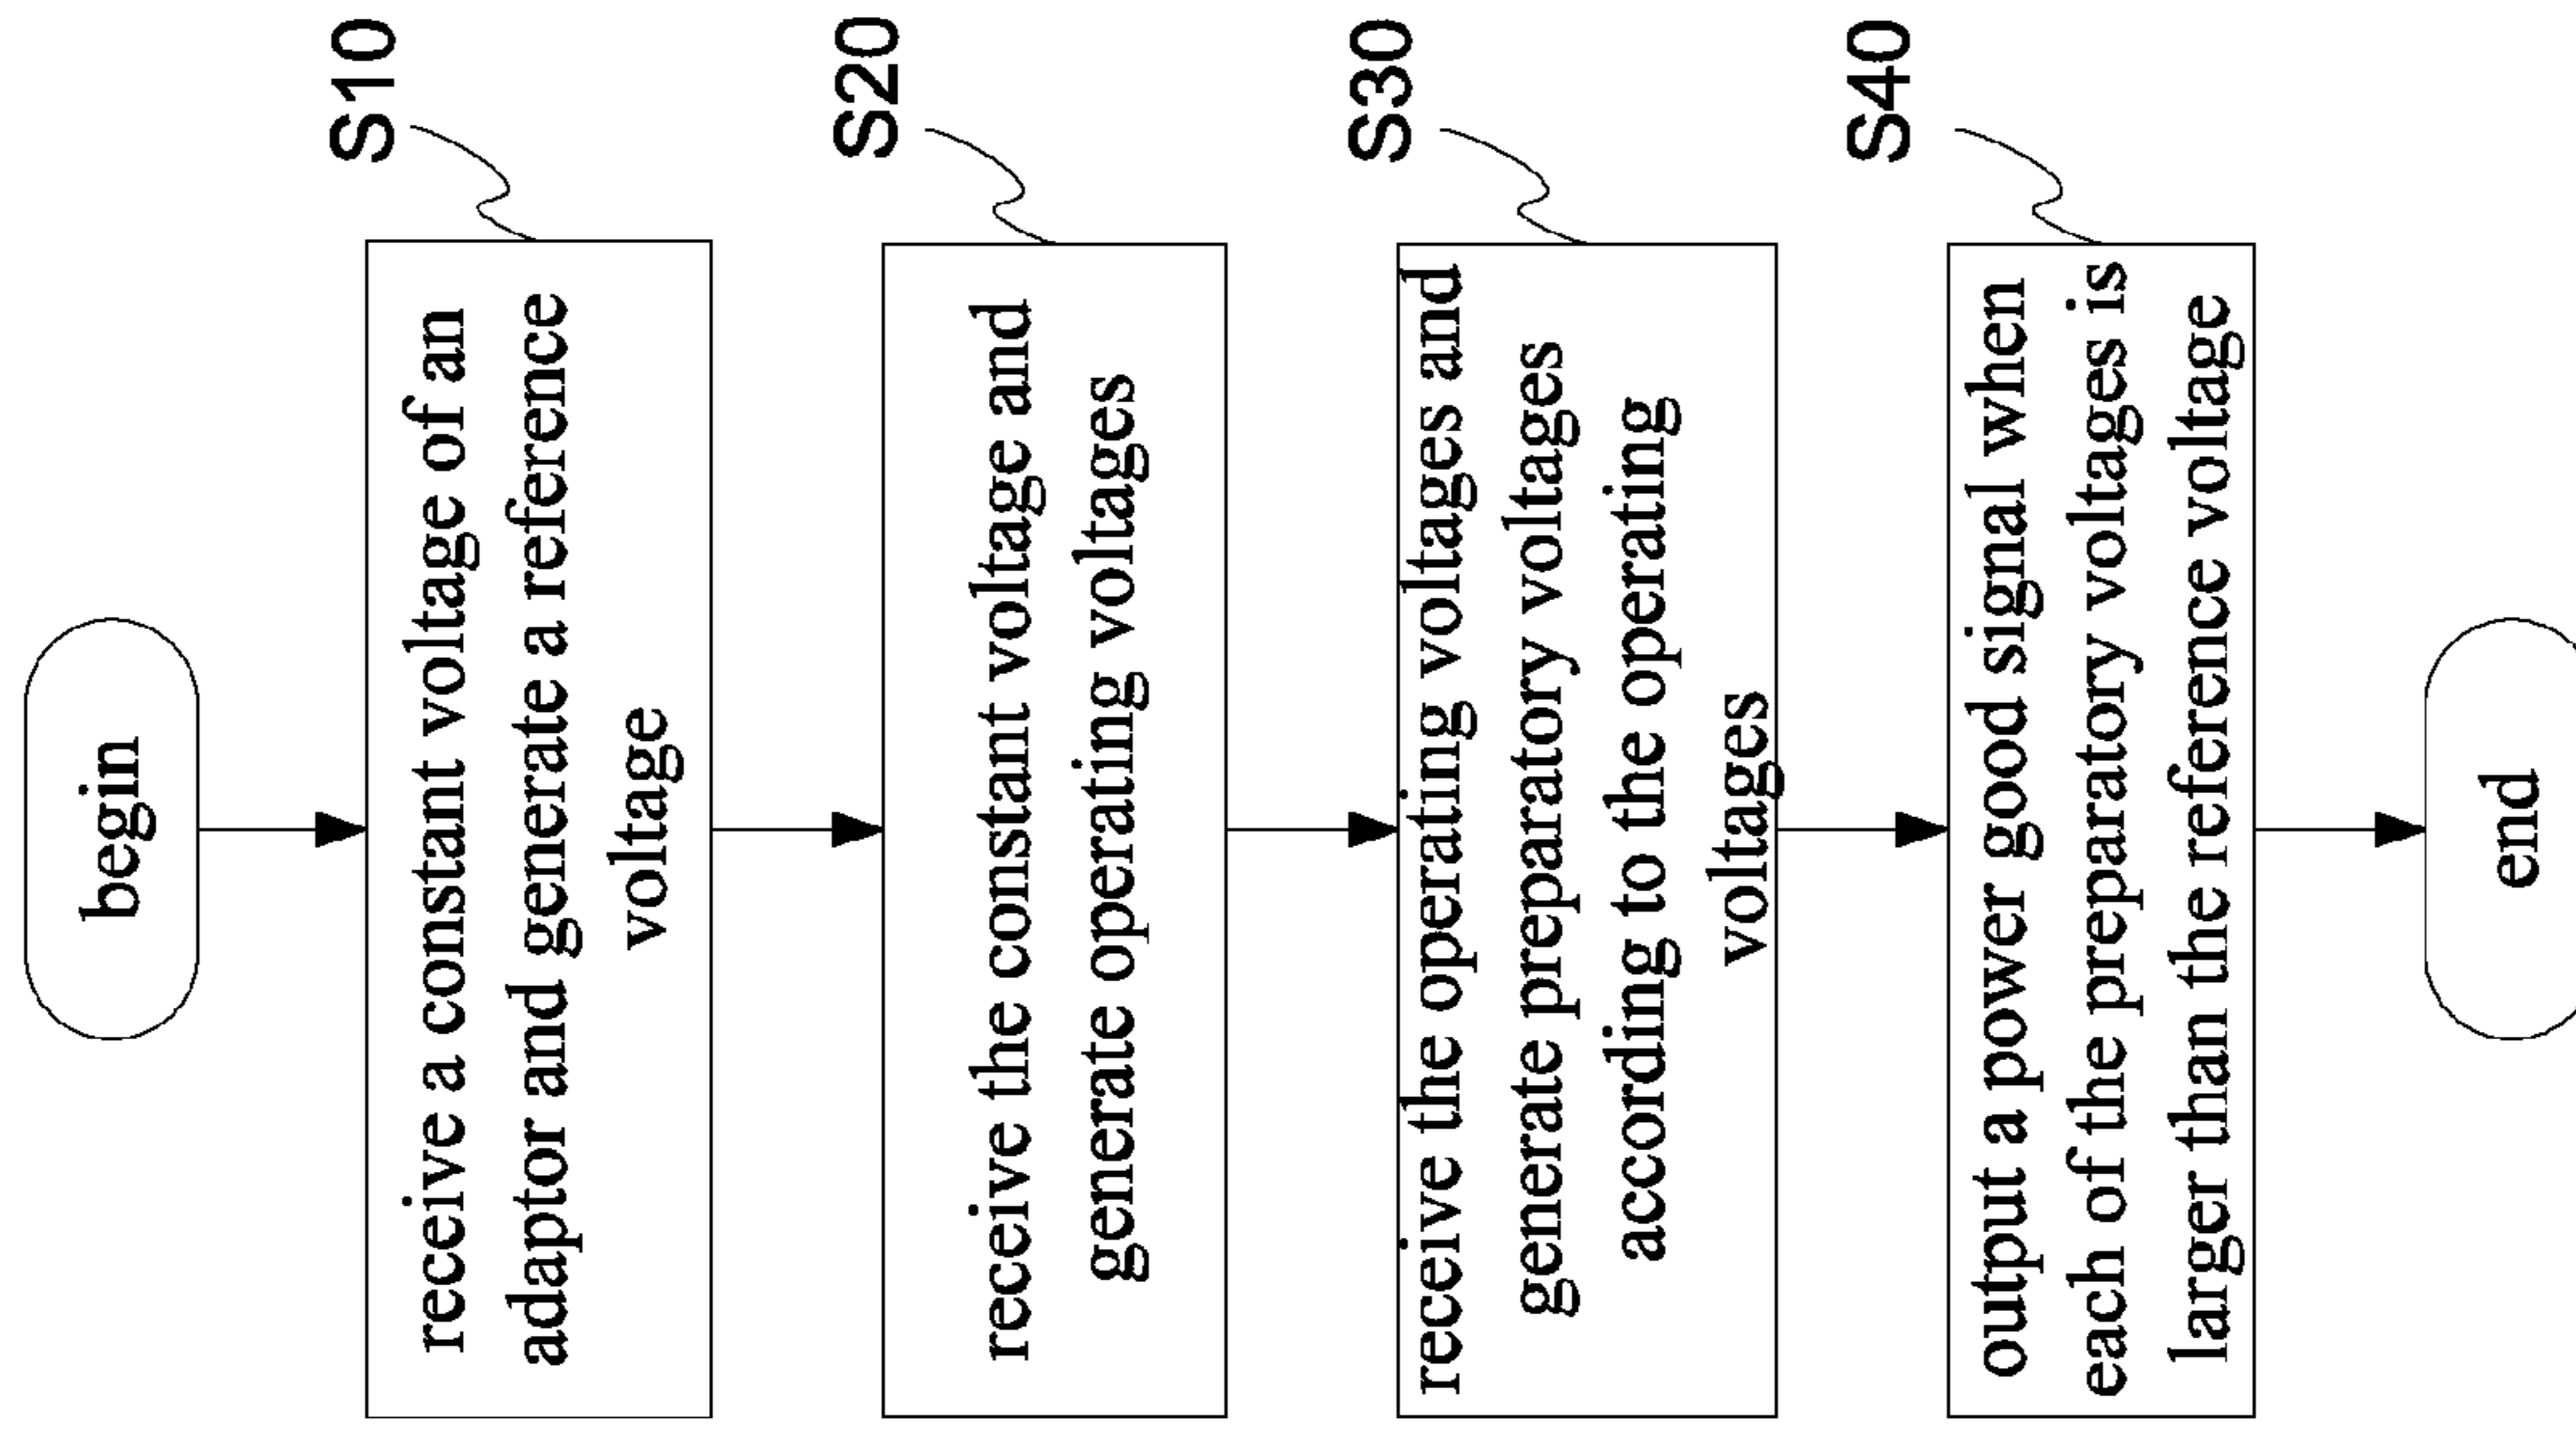 begin
receive a constant voltage of an
adaptor and generate a reference
voltage
S10
receive the constant voltage and
generate operating voltages
S20
receive the operating voltages and
generate preparatory voltages
according to the operating
voltages
S30
output a power good signal when
each of the preparatory voltages is
larger than the reference voltage
S40
end